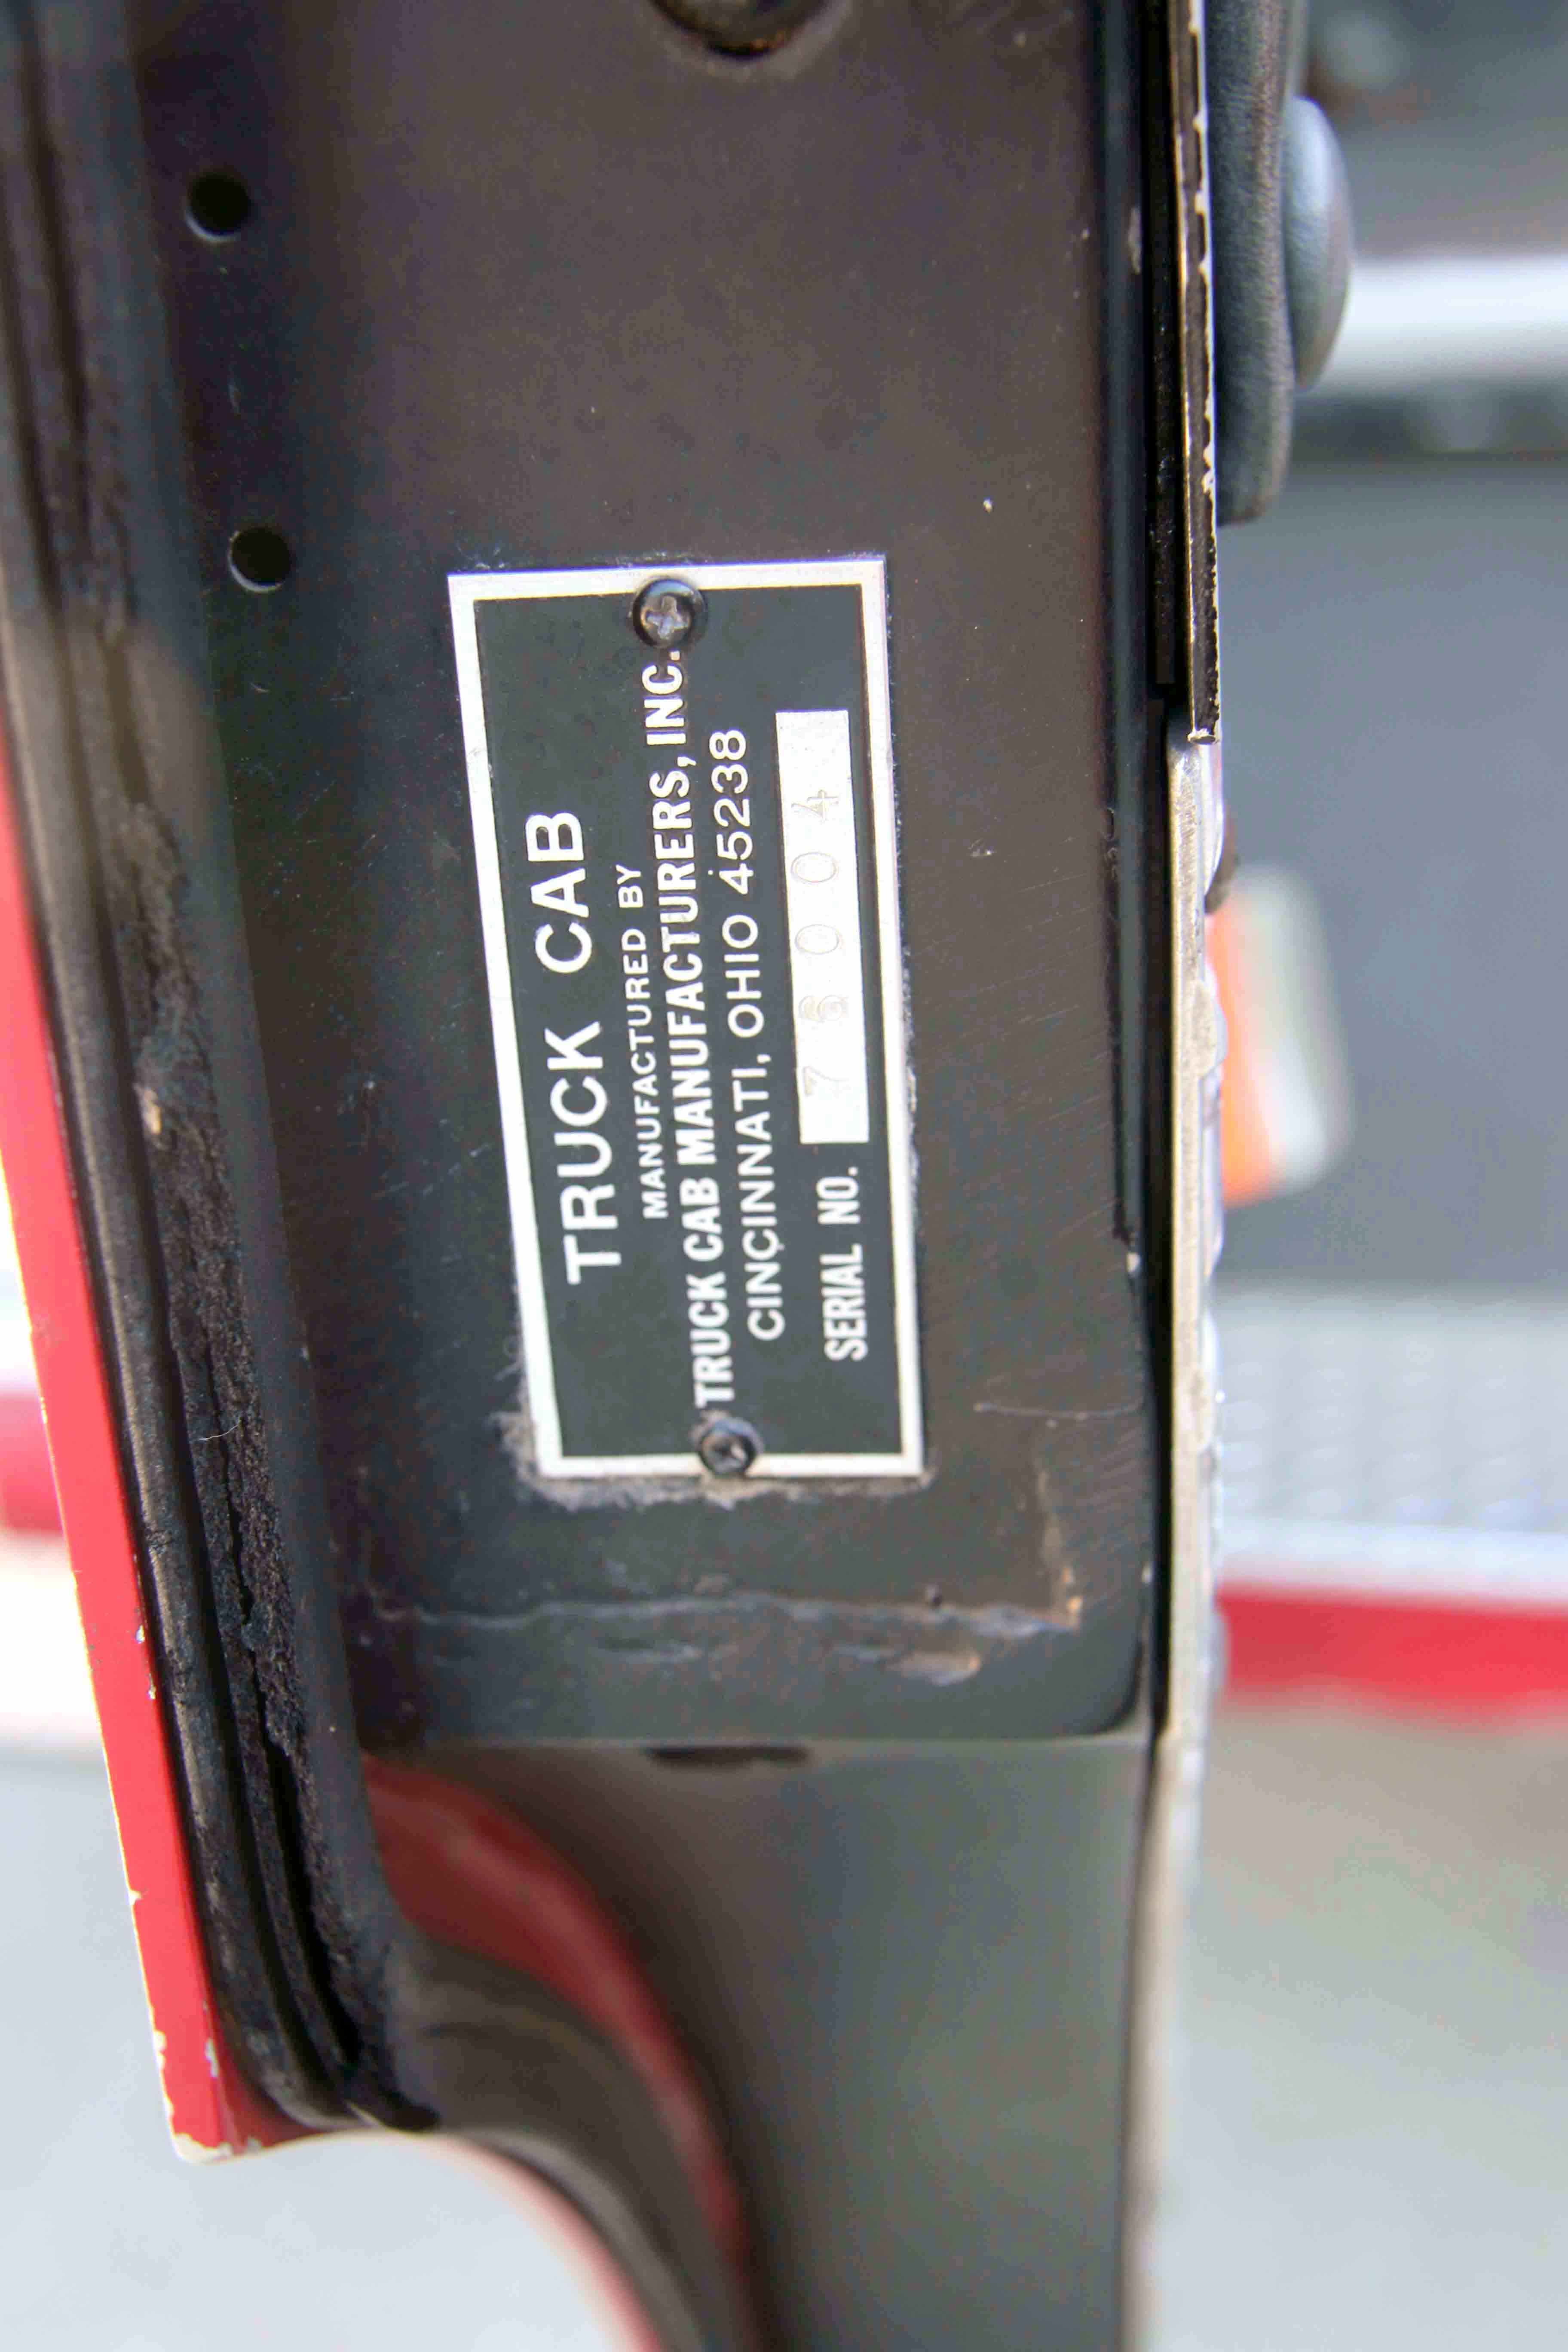 TRUCK CAB
MANUFACTURED BY
TRUCK CAB MANUFACTURERS, INC.
CINCINNATI, OHIO 45238
SERIAL NO. 76004